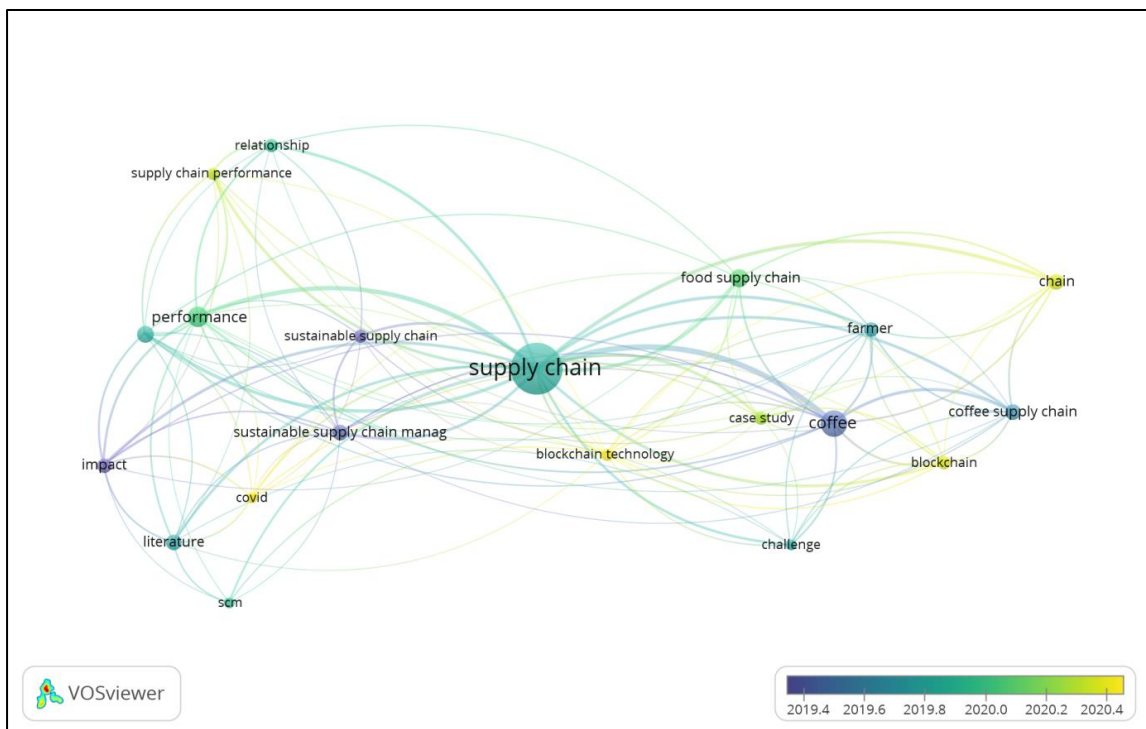 relationship
supply chain performance
food supply chain
chain
performance
farmer
sustainable supply chain
supply chain
coffee supply chain
case study
coffee
sustainable supply chain manag
blockchain technology
blockchain
impact
covid
literature
challenge
scm
VOSviewer
2019.4 2019.6 2019.8 2020.0 2020.2 2020.4